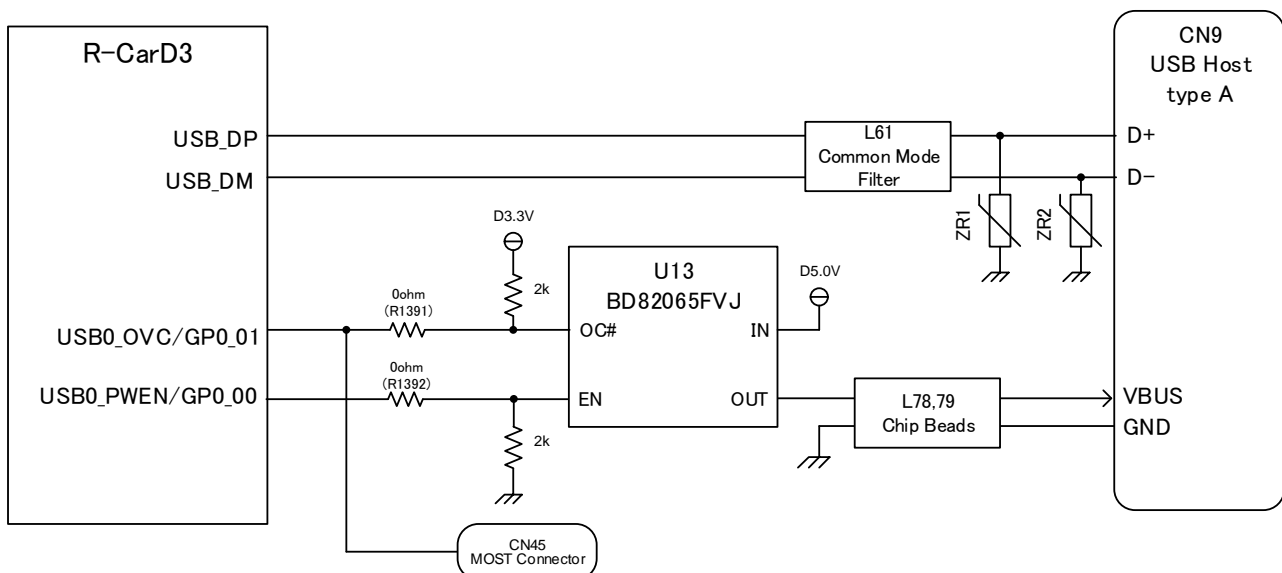 R-CarD3
CN9
USB Host
type A
USB_DP
L61
Common Mode
Filter
D+
USB_DM
D-
ZR1
ZR2
D3.3V
2k
U13
BD82065FVJ
D5.0V
0ohm
(R1391)
USB0_OVC/GP0_01
OC#
IN
0ohm
(R1392)
USB0_PWEN/GP0_00
EN
OUT
L78,79
Chip Beads
VBUS
GND
2k
CN45
MOST Connector